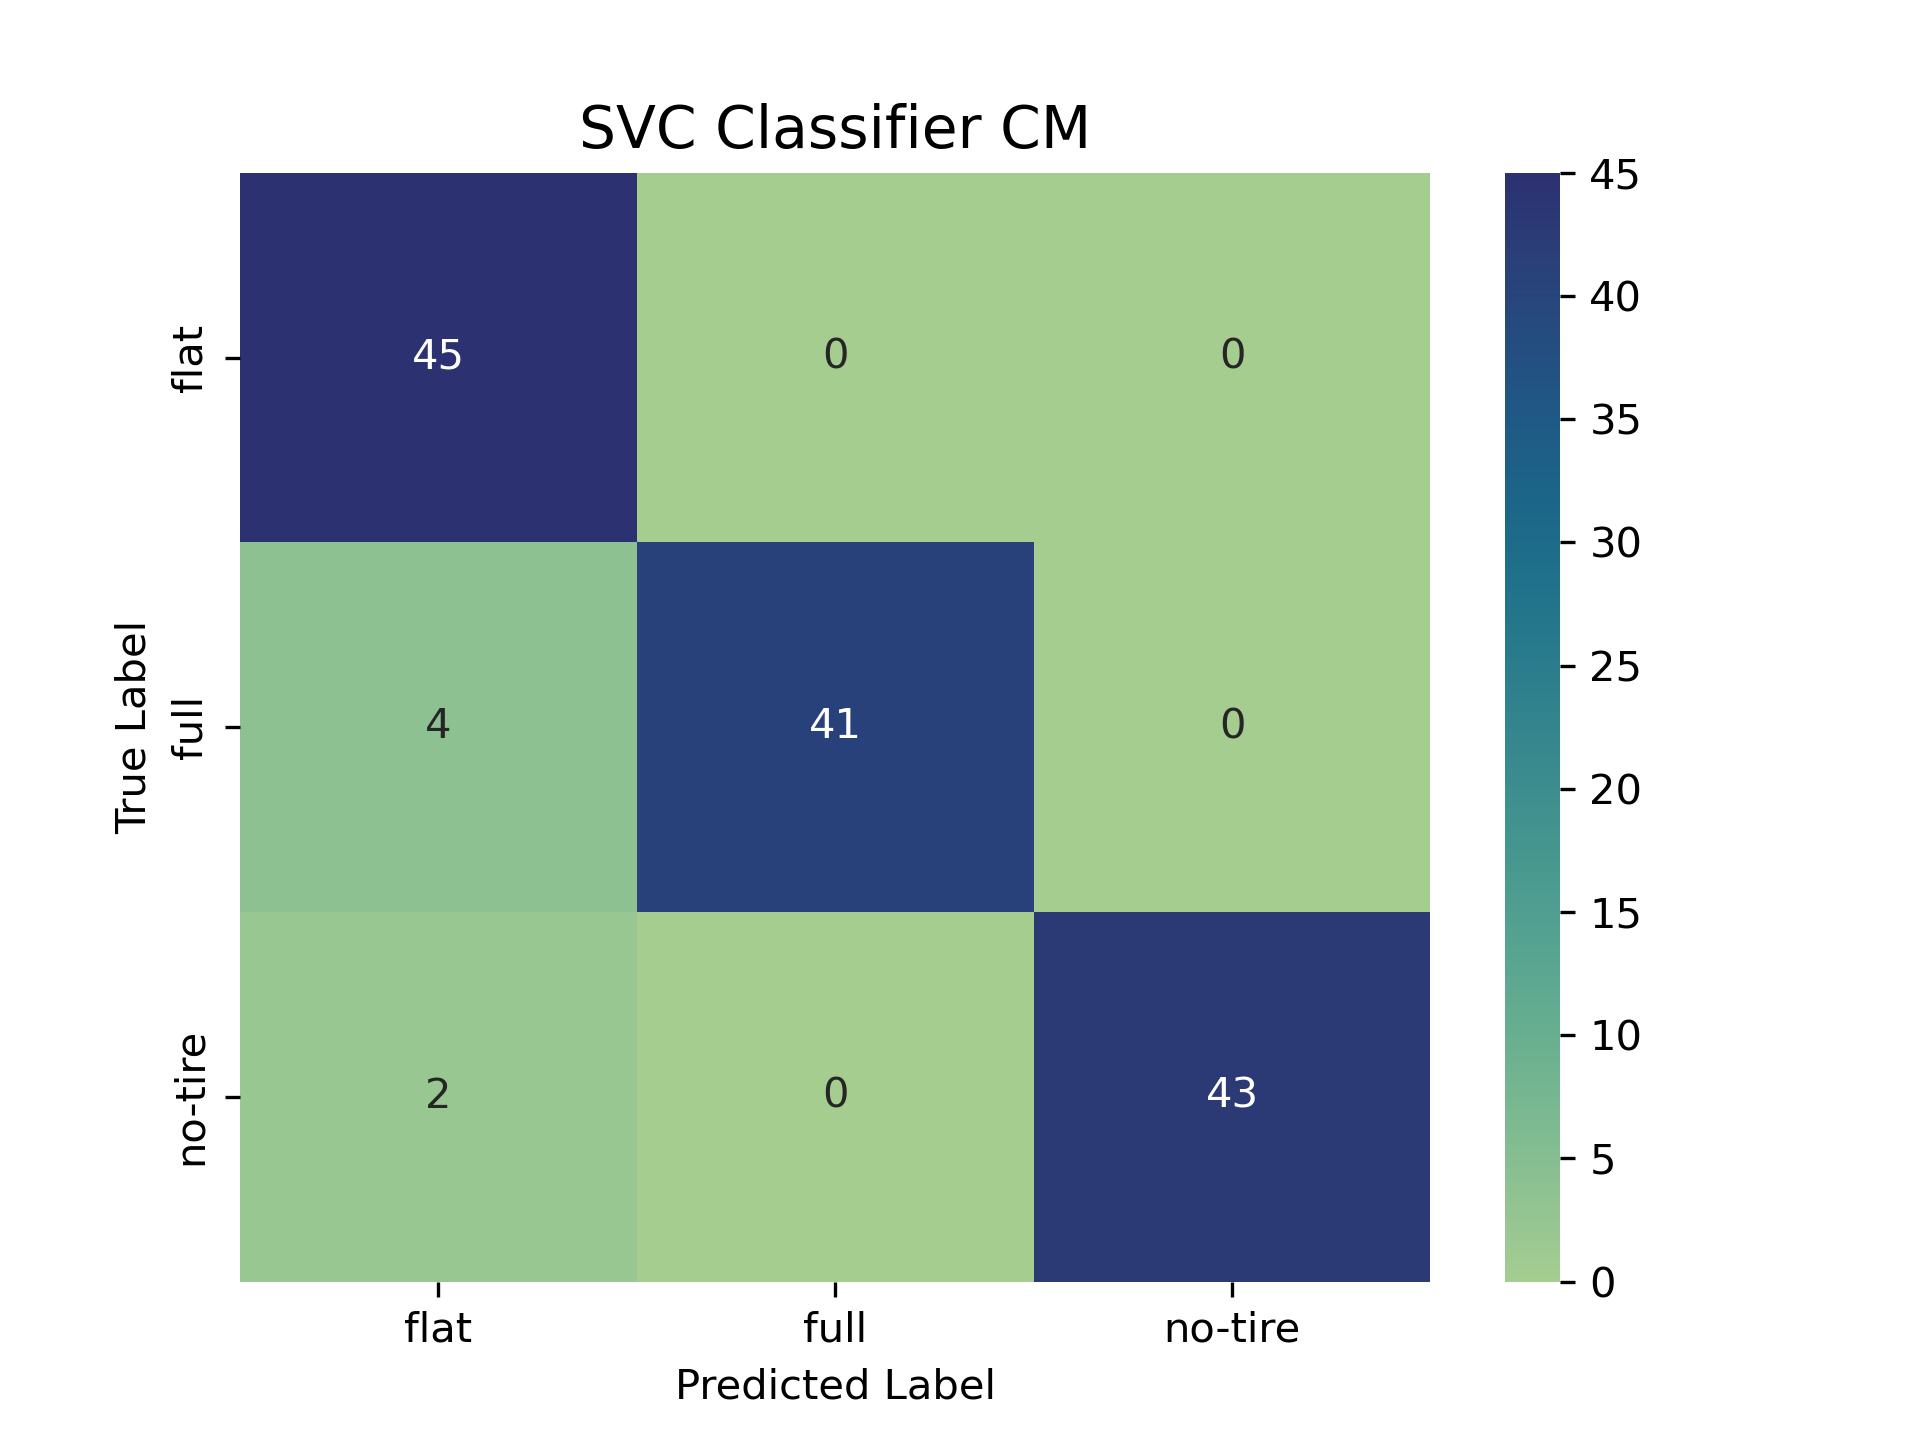 SVC Classifier CM
True Label
flat
45 0 0
full
4 41 0
no-tire
2 0 43
flat full no-tire
Predicted Label
45
40
35
30
25
20
15
10
5
0